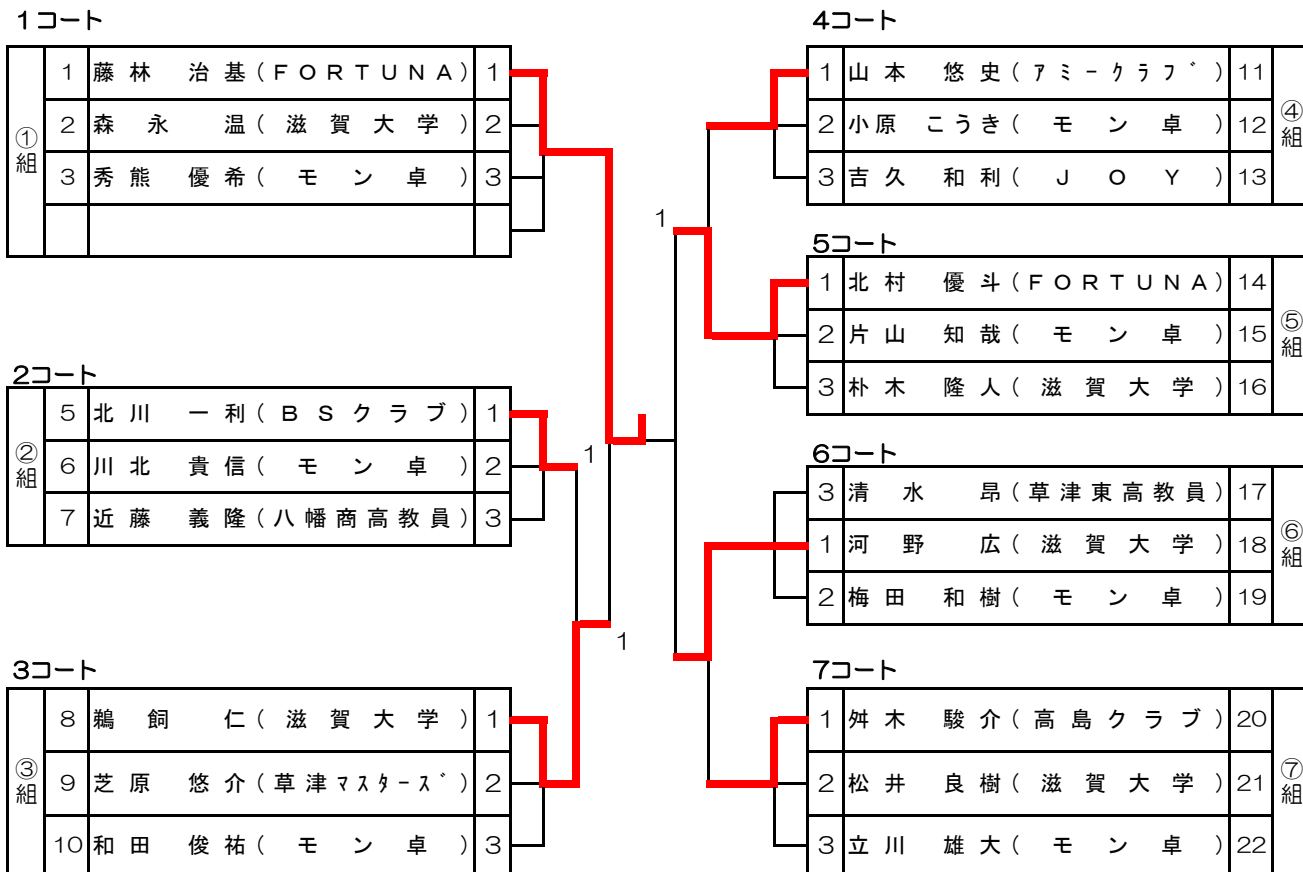 1コート
①組
1 藤林 治基(FORTUNA) 1
2 森永 温(滋賀大学) 2
3 秀熊 優希(モン卓) 3
2コート
②組
5 北川 一利(BSクラブ) 1
6 川北 貴信(モン卓) 2
7 近藤 義隆(八幡商高教員) 3
3コート
③組
8 鵜飼 仁(滋賀大学) 1
9 芝原 悠介(草津ﾏｽﾀｰｽﾞ) 2
10 和田 俊祐(モン卓) 3
1
1
1
4コート
1 山本 悠史(ｱﾐｰｸﾗﾌﾞ) 11
2 小原 こうき(モン卓) 12
3 吉久 和利(JOY) 13
④組
5コート
1 北村 優斗(FORTUNA) 14
2 片山 知哉(モン卓) 15
3 朴木 隆人(滋賀大学) 16
⑤組
6コート
3 清水 昂(草津東高教員) 17
1 河野 広(滋賀大学) 18
2 梅田 和樹(モン卓) 19
⑥組
7コート
1 舛木 駿介(高島クラブ) 20
2 松井 良樹(滋賀大学) 21
3 立川 雄大(モン卓) 22
⑦組